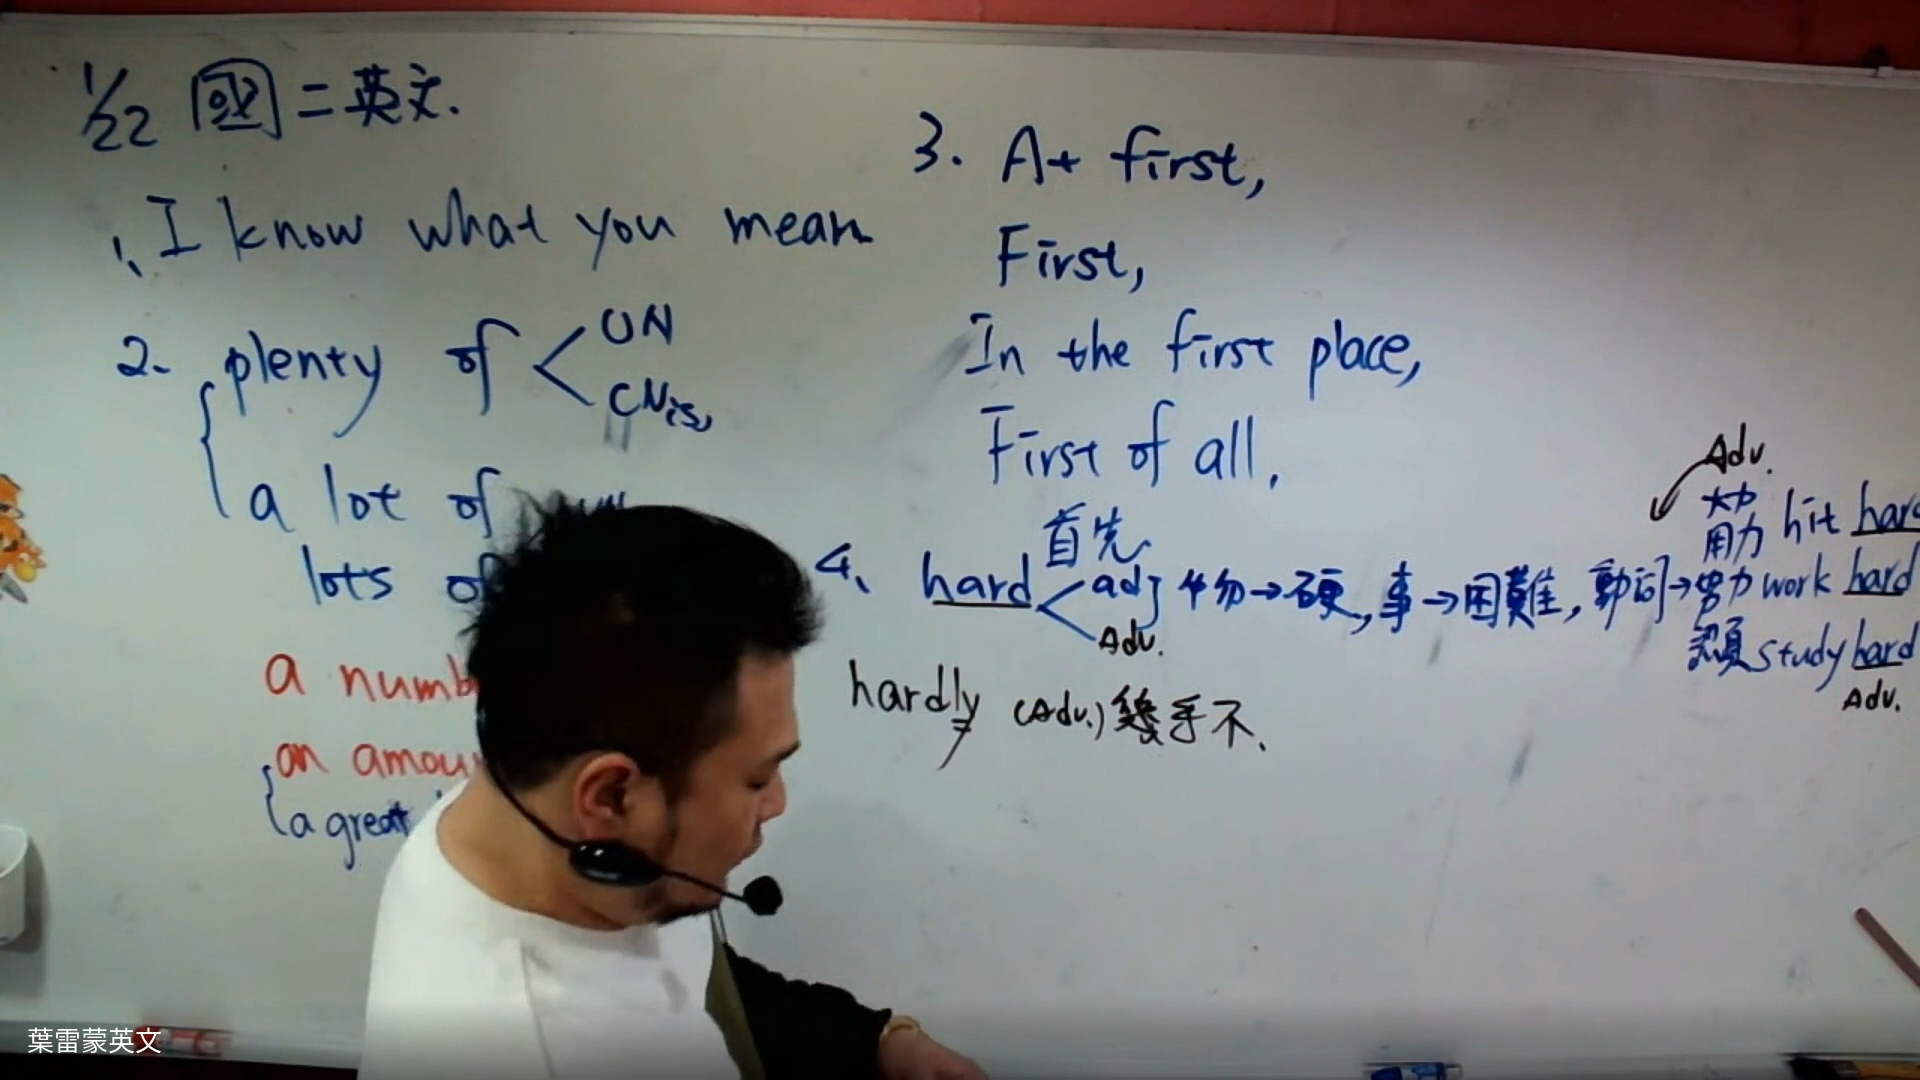 1/22 國二英文.
1、I know what you mean
2. plenty of < UN
CN(s)
a lot of
lots of
a
an
a great
3. At first,
First,
In the first place,
First of all,
首先
4、hard < adj 物→硬, 事→困難, 動詞→努力 work hard
Adv.
Adv.
用力 hit hard
認真 study hard
Adv.
hardly (Adv.) 幾乎不、
葉雷蒙英文